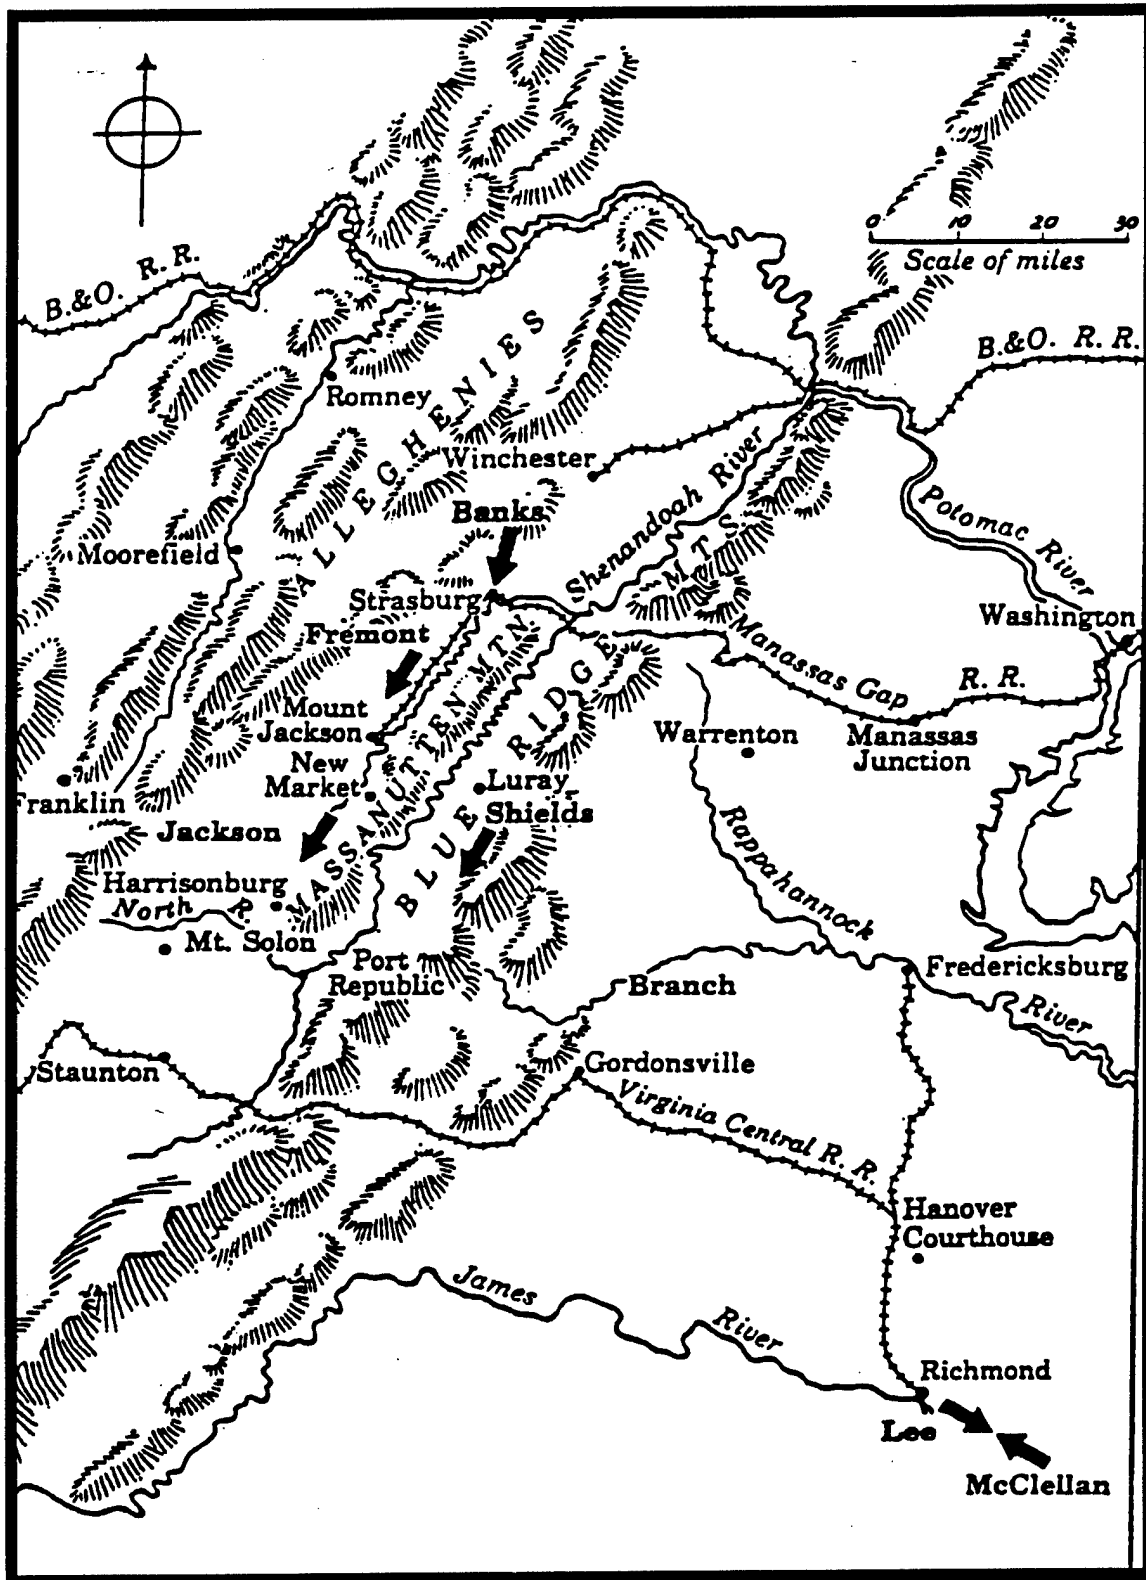 0 10 20 30
Scale of miles
B.&O. R. R.
B.&O. R. R.
Romney
ALLEGHENIES
Winchester
Shenandoah River
Potomac River
Banks
Moorefield
Strasburg
Washington
Fremont
MASSANUTTEN MTN.
BLUE RIDGE MTS.
Manassas Gap R. R.
Mount
Jackson
Warrenton
Manassas
Junction
New
Market
Luray
Franklin
Shields
Jackson
Rappahannock
River
Harrisonburg
North R.
Mt. Solon
Port
Republic
Branch
Fredericksburg
Staunton
Gordonsville
Virginia Central R. R.
Hanover
Courthouse
James River
Richmond
Lee
McClellan